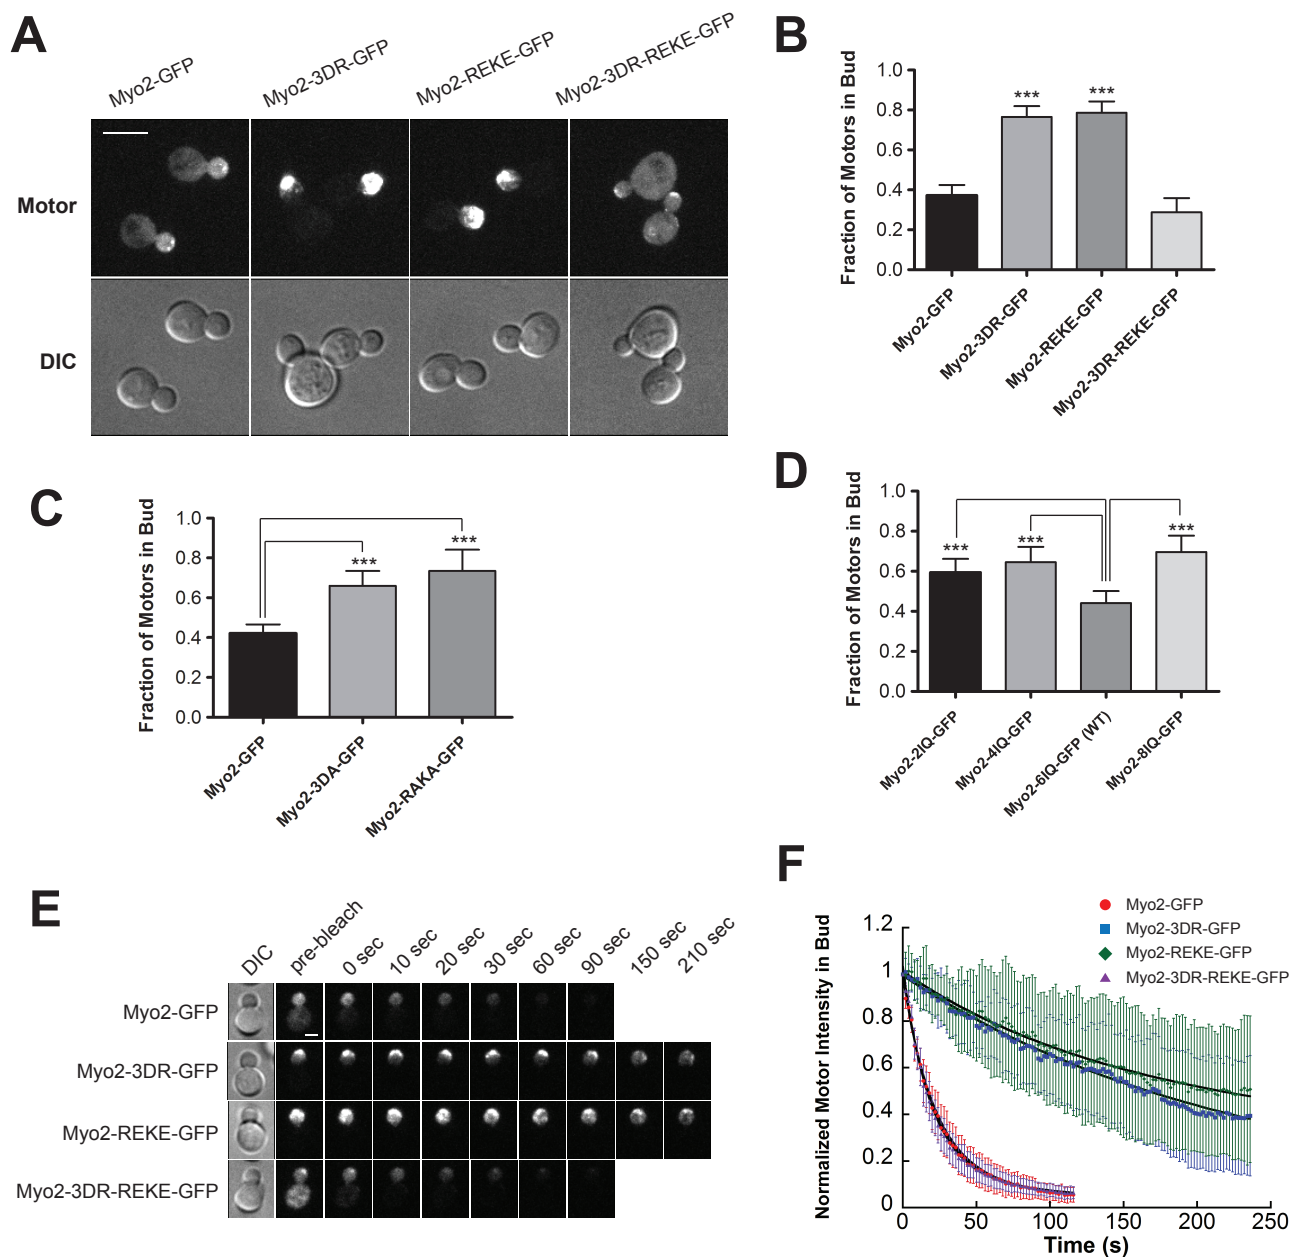 A
Myo2-GFP
Myo2-3DR-GFP
Myo2-REKE-GFP
Myo2-3DR-REKE-GFP
Motor
DIC
B
Fraction of Motors in Bud
1.0
0.8
0.6
0.4
0.2
0.0
***
***
Myo2-GFP
Myo2-3DR-GFP
Myo2-REKE-GFP
Myo2-3DR-REKE-GFP
C
Fraction of Motors in Bud
1.0
0.8
0.6
0.4
0.2
0.0
***
***
Myo2-GFP
Myo2-3DA-GFP
Myo2-RAKA-GFP
D
Fraction of Motors in Bud
1.0
0.8
0.6
0.4
0.2
0.0
***
***
***
Myo2-2IQ-GFP
Myo2-4IQ-GFP
Myo2-6IQ-GFP (WT)
Myo2-8IQ-GFP
E
DIC
pre-bleach
0 sec
10 sec
20 sec
30 sec
60 sec
90 sec
150 sec
210 sec
Myo2-GFP
Myo2-3DR-GFP
Myo2-REKE-GFP
Myo2-3DR-REKE-GFP
F
Normalized Motor Intensity in Bud
1.2
1
0.8
0.6
0.4
0.2
0
Myo2-GFP
Myo2-3DR-GFP
Myo2-REKE-GFP
Myo2-3DR-REKE-GFP
0 50 100 150 200 250
Time (s)